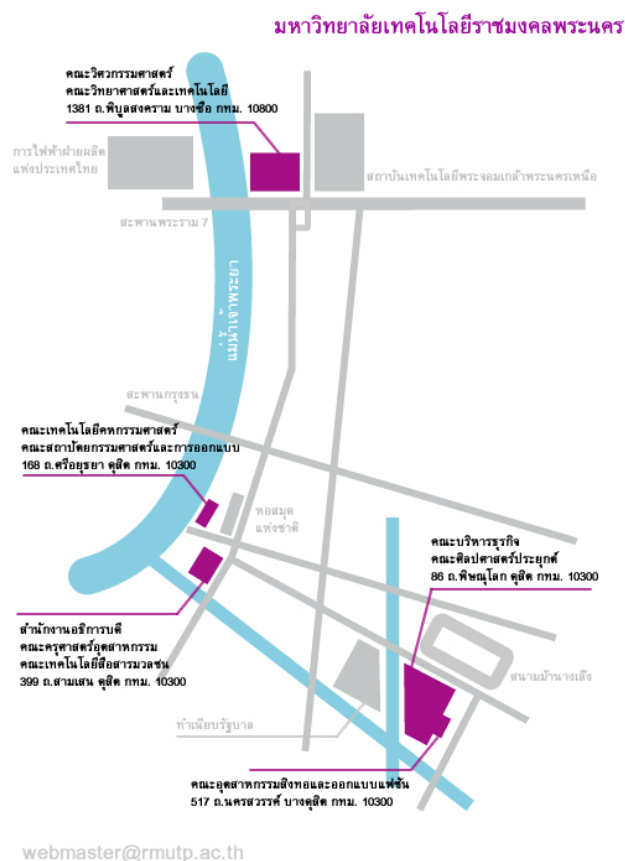 มหาวิทยาลัยเทคโนโลยีราชมงคลพระนคร
คณะวิศวกรรมศาสตร์
คณะวิทยาศาสตร์และเทคโนโลยี
1381 ถ.พิบูลสงคราม บางซื่อ กทม. 10800
การไฟฟ้าฝ่ายผลิต
แห่งประเทศไทย
สถาบันเทคโนโลยีพระจอมเกล้าพระนครเหนือ
สะพานพระราม 7
แม่น้ำเจ้าพระยา
สะพานกรุงธน
คณะเทคโนโลยีคหกรรมศาสตร์
คณะสถาปัตยกรรมศาสตร์และการออกแบบ
168 ถ.ศรีอยุธยา ดุสิต กทม. 10300
หอสมุด
แห่งชาติ
คณะบริหารธุรกิจ
คณะศิลปศาสตร์ประยุกต์
86 ถ.พิษณุโลก ดุสิต กทม. 10300
สำนักงานอธิการบดี
คณะครุศาสตร์อุตสาหกรรม
คณะเทคโนโลยีสื่อสารมวลชน
399 ถ.สามเสน ดุสิต กทม. 10300
สนามม้านางเลิ้ง
ทำเนียบรัฐบาล
คณะอุตสาหกรรมสิ่งทอและออกแบบแฟชั่น
517 ถ.นครสวรรค์ บางดุสิต กทม. 10300
webmaster@rmutp.ac.th